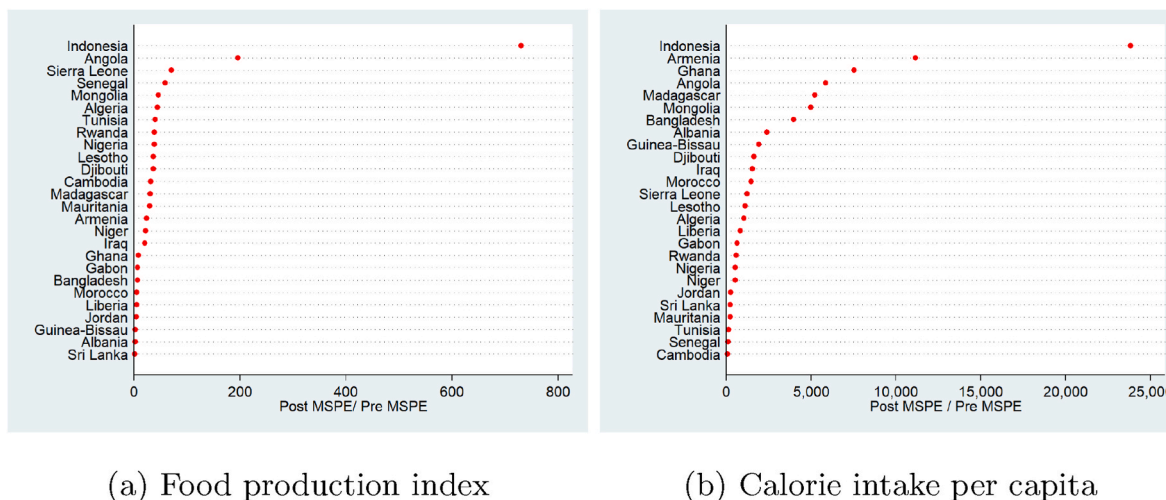 Indonesia
Angola
Sierra Leone
Senegal
Mongolia
Algeria
Tunisia
Rwanda
Nigeria
Lesotho
Djibouti
Cambodia
Madagascar
Mauritania
Armenia
Niger
Iraq
Ghana
Gabon
Bangladesh
Morocco
Liberia
Jordan
Guinea-Bissau
Albania
Sri Lanka
0 200 400 600 800
Post MSPE/ Pre MSPE
(a) Food production index
Indonesia
Armenia
Ghana
Angola
Madagascar
Mongolia
Bangladesh
Albania
Guinea-Bissau
Djibouti
Iraq
Morocco
Sierra Leone
Lesotho
Algeria
Liberia
Gabon
Rwanda
Nigeria
Niger
Jordan
Sri Lanka
Mauritania
Tunisia
Senegal
Cambodia
0 5,000 10,000 15,000 20,000
Post MSPE / Pre MSPE
(b) Calorie intake per capita